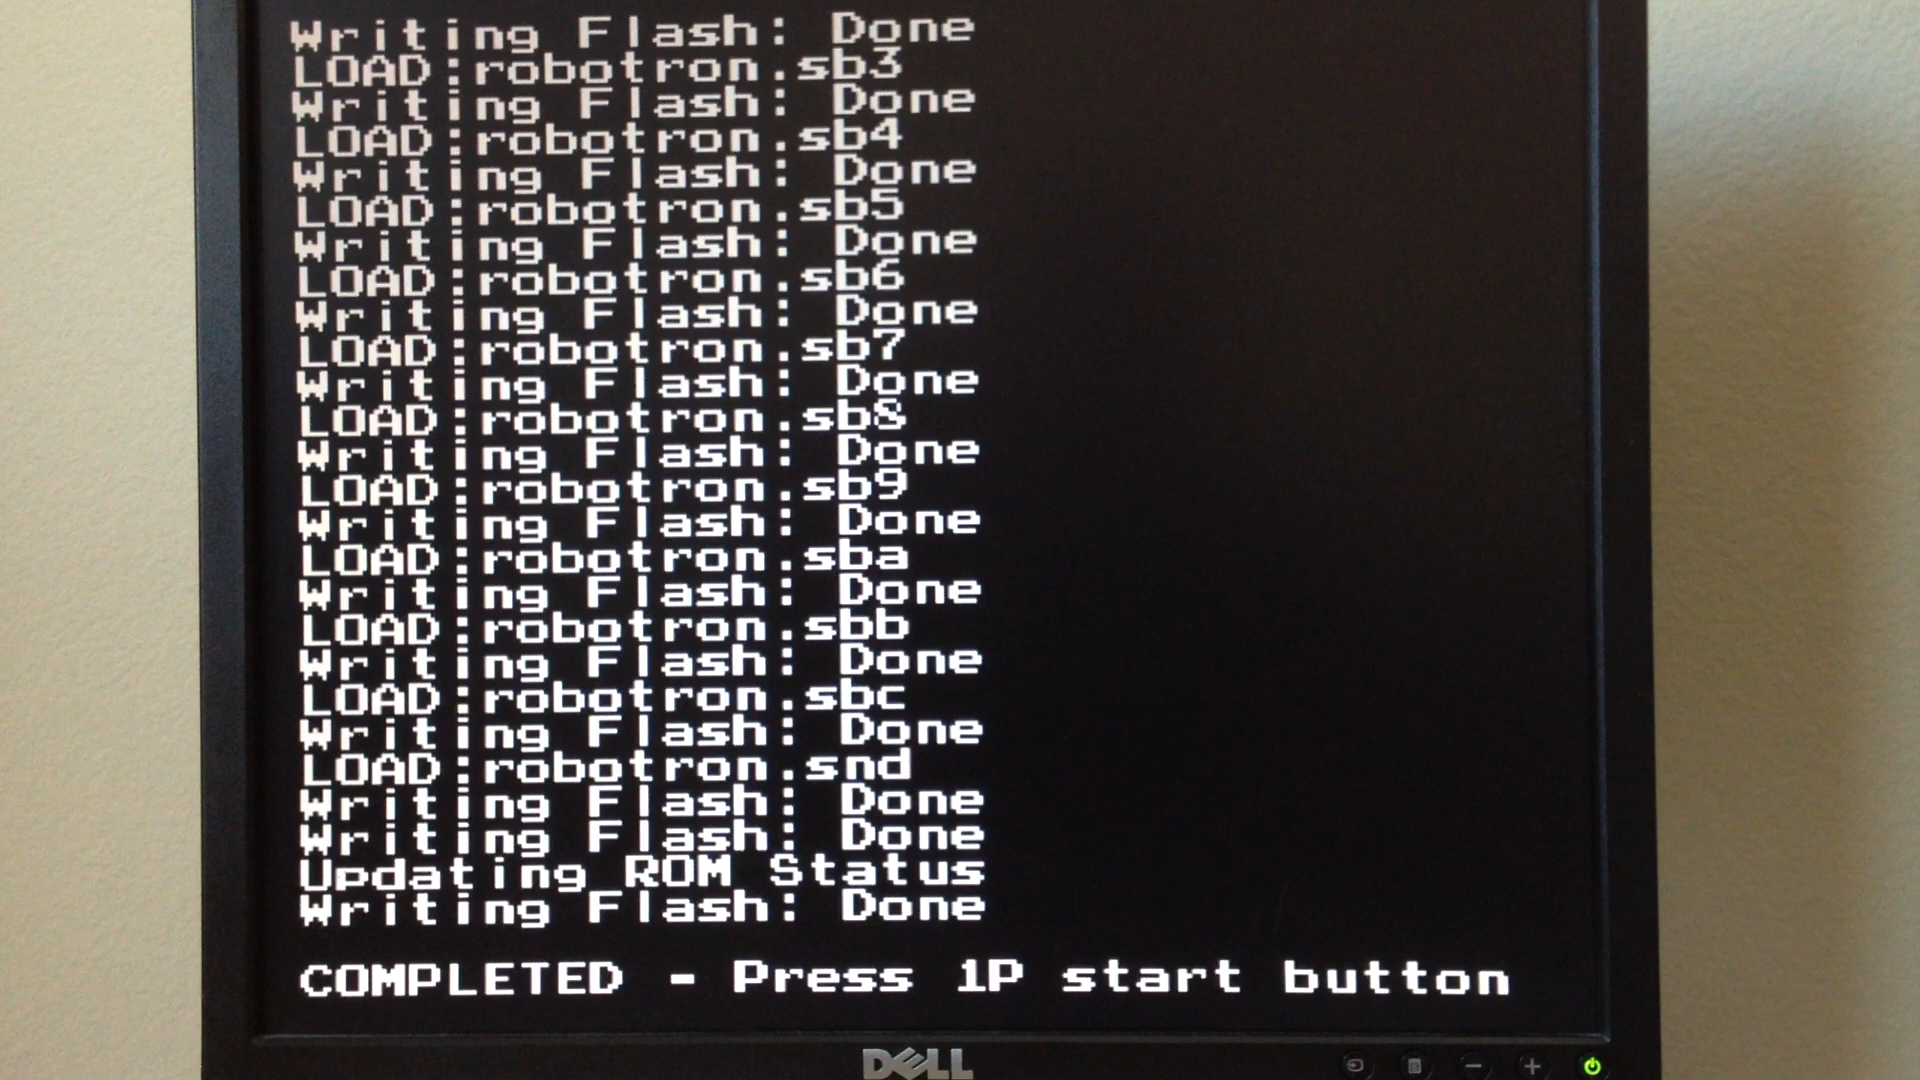 Writing Flash: Done
LOAD:robotron.sb3
Writing Flash: Done
LOAD:robotron.sb4
Writing Flash: Done
LOAD:robotron.sb5
Writing Flash: Done
LOAD:robotron.sb6
Writing Flash: Done
LOAD:robotron.sb7
Writing Flash: Done
LOAD:robotron.sb8
Writing Flash: Done
LOAD:robotron.sb9
Writing Flash: Done
LOAD:robotron.sba
Writing Flash: Done
LOAD:robotron.sbb
Writing Flash: Done
LOAD:robotron.sbc
Writing Flash: Done
LOAD:robotron.snd
Writing Flash: Done
Writing Flash: Done
Updating ROM Status
Writing Flash: Done
COMPLETED - Press 1P start button
DELL